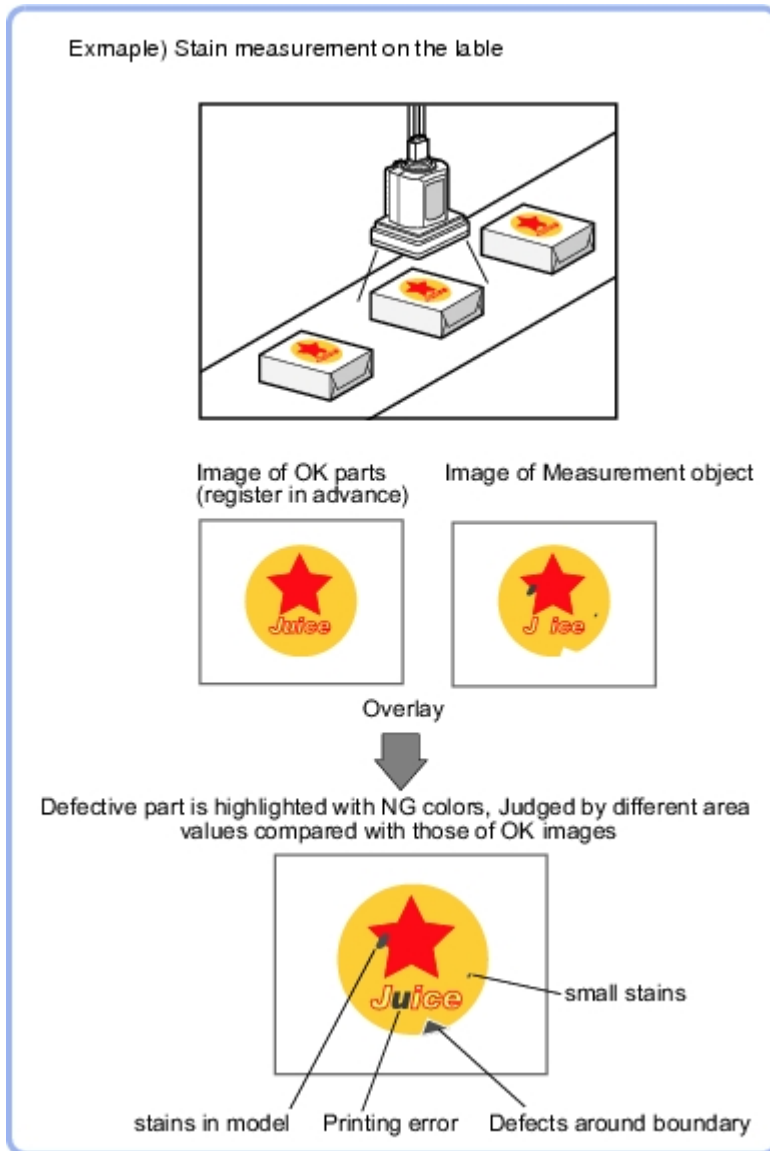 Exmaple) Stain measurement on the lable
Image of OK parts
(register in advance)
Image of Measurement object
Juice
J ice
Overlay
Defective part is highlighted with NG colors, Judged by different area
values compared with those of OK images
Juice
small stains
stains in model
Printing error
Defects around boundary